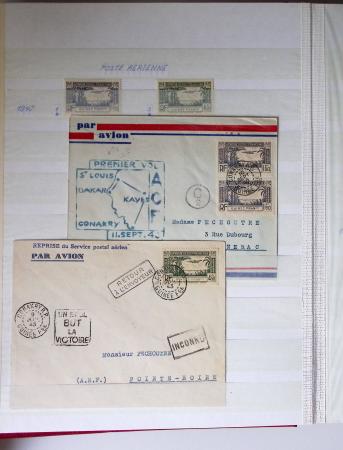 POSTE AERIENNE
1940
par
avion
PREMIER VOL
St LOUIS
DAKAR
KAYES
CONAKRY
A
C F
11.SEPT.45
Madame PECHOUTRE
3 Rue Dubourg
NERAC
REPRISE du Service postal aérien
PAR AVION
RETOUR
À L'ENVOYEUR
UN SEUL
BUT
LA
VICTOIRE
INCONNU
Monsieur PECHOUTRE
(A.E.F.) POINTE-NOIRE